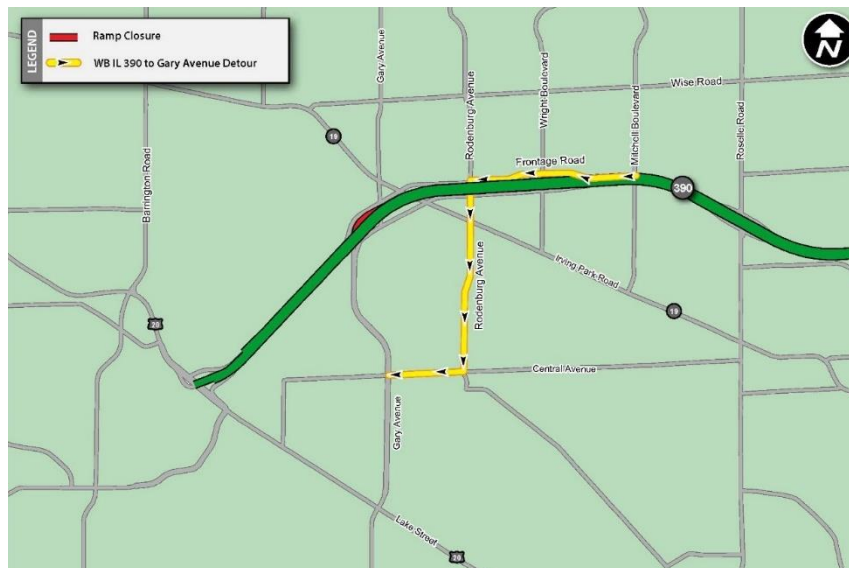 LEGEND
Ramp Closure
WB IL 390 to Gary Avenue Detour
N
Gary Avenue
Rodenburg Avenue
Wright Boulevard
Mitchell Boulevard
Roselle Road
Wise Road
19
Barrington Road
Frontage Road
390
Rodenburg Avenue
Irving Park Road
19
20
Central Avenue
Gary Avenue
Lake Street
20